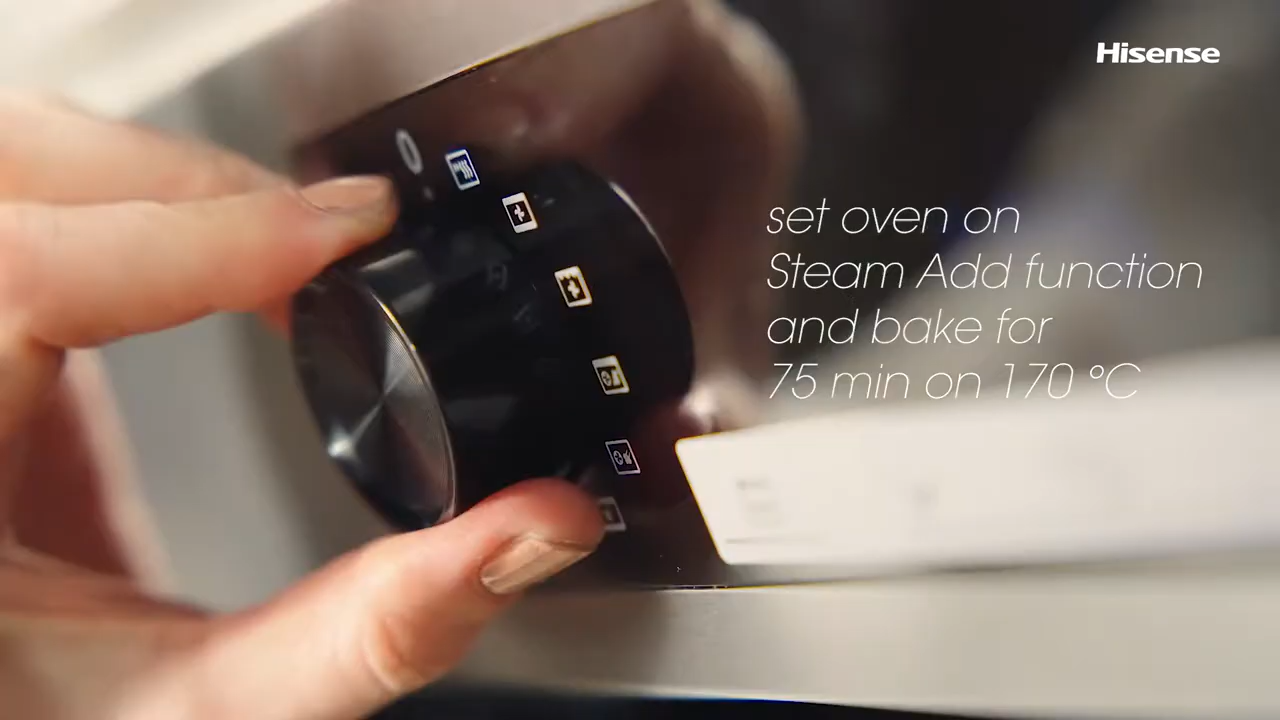 Hisense
set oven on
Steam Add function
and bake for
75 min on 170 °C